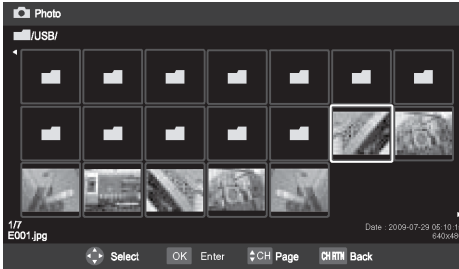 Photo
/USB/
1/7
E001.jpg
Date : 2009-07-29 05:10:1
640x48
Select
OK Enter
CH Page
CH RTN Back